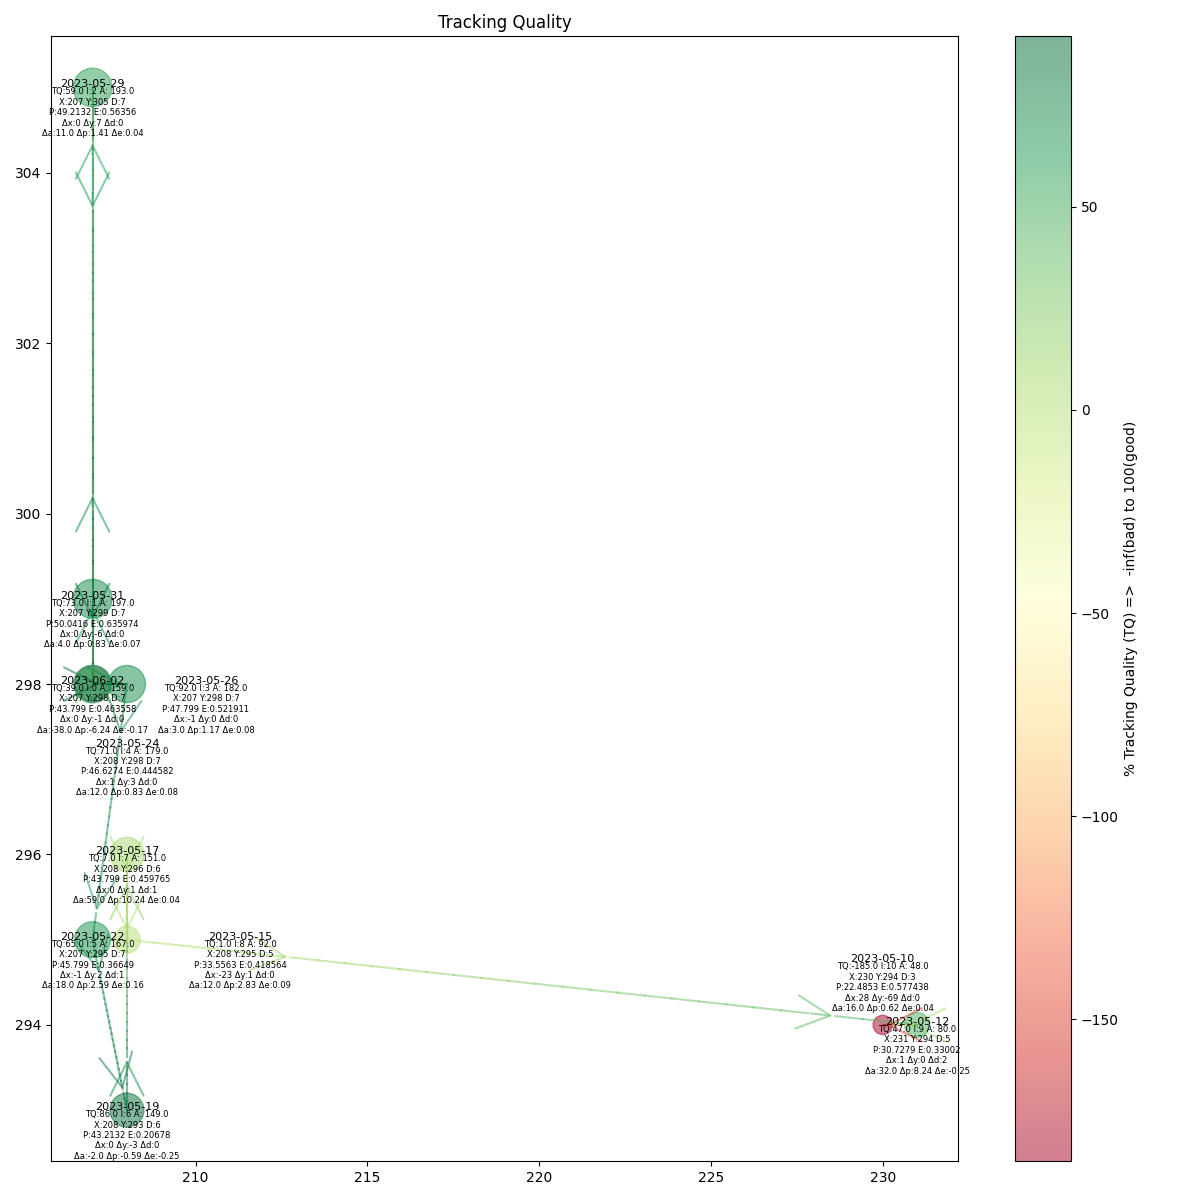 Tracking Quality
2023-05-29
TQ:59.0 I:2 A: 193.0
X:207 Y:305 D:7
P:49.2132 E:0.56356
Δx:0 Δy:7 Δd:0
Δa:11.0 Δp:1.41 Δe:0.04
2023-05-31
TQ:73.0 I:1 A: 197.0
X:207 Y:299 D:7
P:50.0416 E:0.635974
Δx:0 Δy:-6 Δd:0
Δa:4.0 Δp:0.83 Δe:0.07
2023-06-02
TQ:39.0 I:0 A: 159.0
X:207 Y:298 D:7
P:43.799 E:0.463558
Δx:0 Δy:-1 Δd:0
Δa:-38.0 Δp:-6.24 Δe:-0.17
2023-05-26
TQ:92.0 I:3 A: 182.0
X:207 Y:298 D:7
P:47.799 E:0.521911
Δx:-1 Δy:0 Δd:0
Δa:3.0 Δp:1.17 Δe:0.08
2023-05-24
TQ:71.0 I:4 A: 179.0
X:208 Y:298 D:7
P:46.6274 E:0.444582
Δx:1 Δy:3 Δd:0
Δa:12.0 Δp:0.83 Δe:0.08
2023-05-17
TQ:7.0 I:7 A: 151.0
X:208 Y:296 D:6
P:43.799 E:0.459765
Δx:0 Δy:1 Δd:1
Δa:59.0 Δp:10.24 Δe:0.04
2023-05-22
TQ:65.0 I:5 A: 167.0
X:207 Y:295 D:7
P:45.799 E:0.36649
Δx:-1 Δy:2 Δd:1
Δa:18.0 Δp:2.59 Δe:0.16
2023-05-15
TQ:1.0 I:8 A: 92.0
X:208 Y:295 D:5
P:33.5563 E:0.418564
Δx:-23 Δy:1 Δd:0
Δa:12.0 Δp:2.83 Δe:0.09
2023-05-10
TQ:-185.0 I:10 A: 48.0
X:230 Y:294 D:3
P:22.4853 E:0.577438
Δx:28 Δy:-69 Δd:0
Δa:16.0 Δp:0.62 Δe:0.04
2023-05-12
TQ:47.0 I:9 A: 80.0
X:231 Y:294 D:5
P:30.7279 E:0.33002
Δx:1 Δy:0 Δd:2
Δa:32.0 Δp:8.24 Δe:-0.25
2023-05-19
TQ:86.0 I:6 A: 149.0
X:208 Y:293 D:6
P:43.2132 E:0.20678
Δx:0 Δy:-3 Δd:0
Δa:-2.0 Δp:-0.59 Δe:-0.25
304
302
300
298
296
294
210
215
220
225
230
50
0
−50
−100
−150
% Tracking Quality (TQ) => -inf(bad) to 100(good)